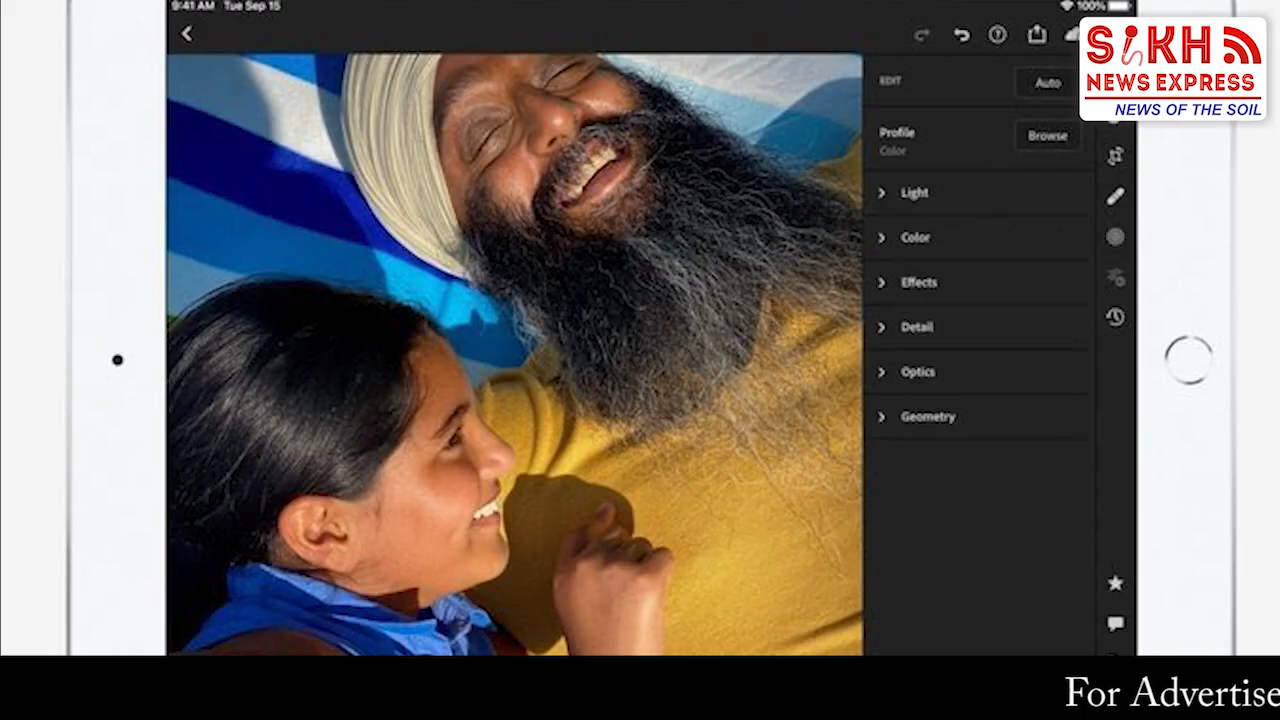 9:41 AM Tue Sep 15
100%
SiKH
NEWS EXPRESS
NEWS OF THE SOIL
EDIT
Auto
Profile
Color
Browse
Light
Color
Effects
Detail
Optics
Geometry
For Advertise